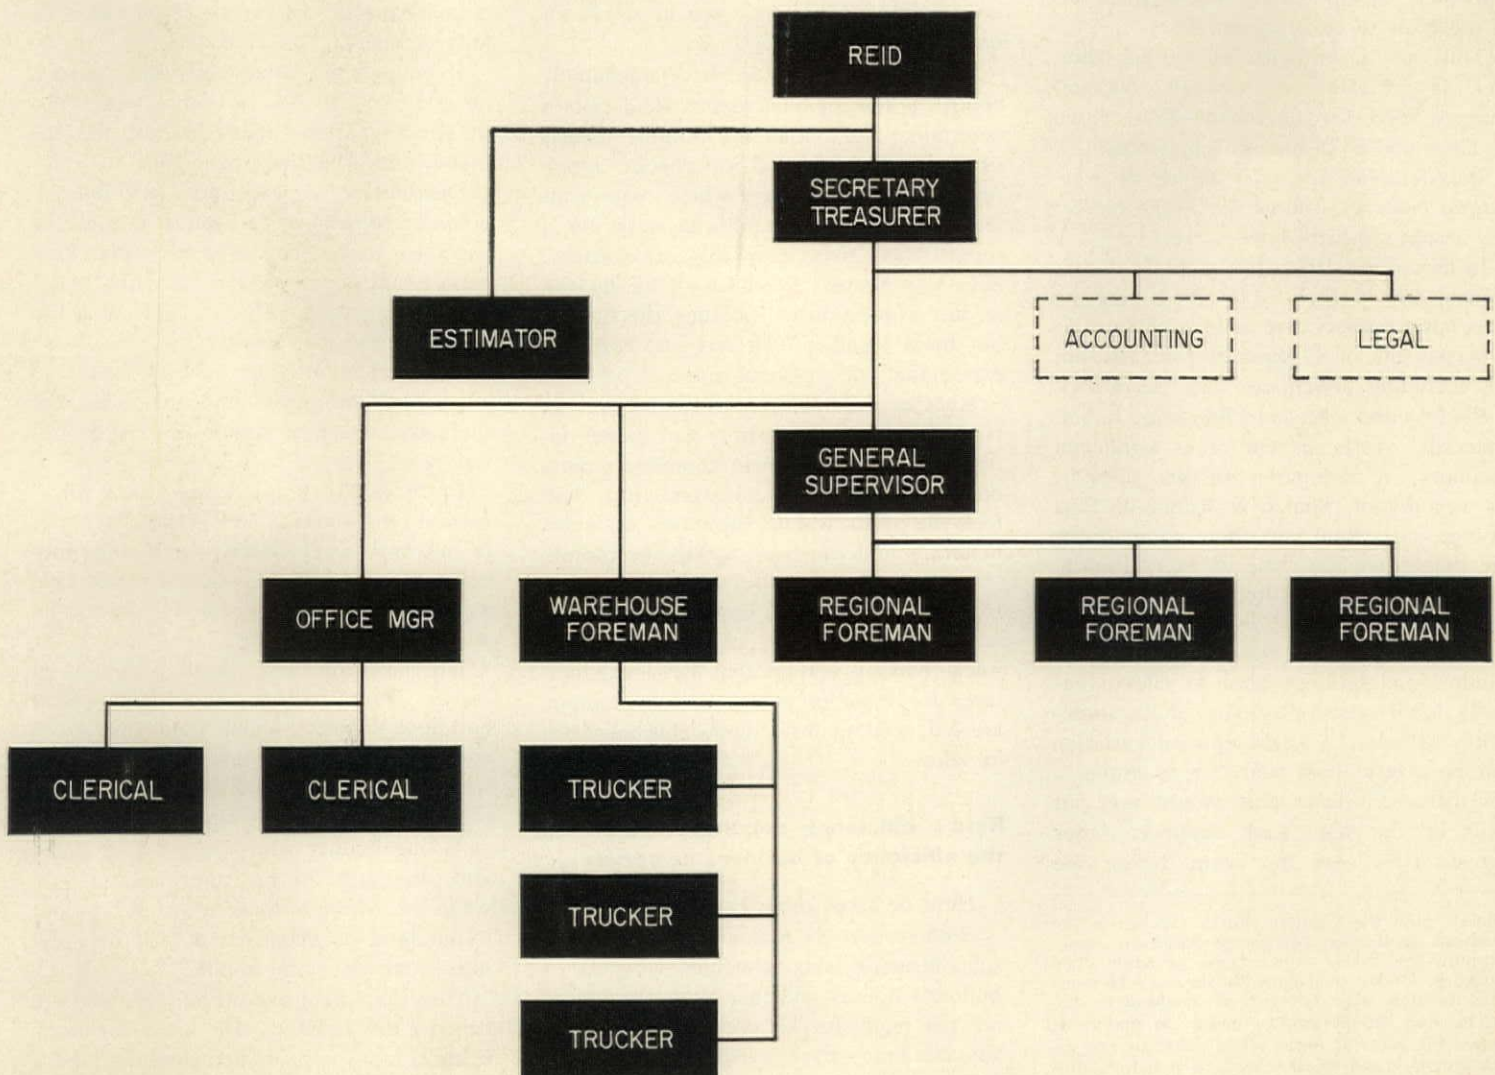 REID
SECRETARY
TREASURER
ESTIMATOR
ACCOUNTING
LEGAL
GENERAL
SUPERVISOR
OFFICE MGR
WAREHOUSE
FOREMAN
REGIONAL
FOREMAN
REGIONAL
FOREMAN
REGIONAL
FOREMAN
CLERICAL
CLERICAL
TRUCKER
TRUCKER
TRUCKER